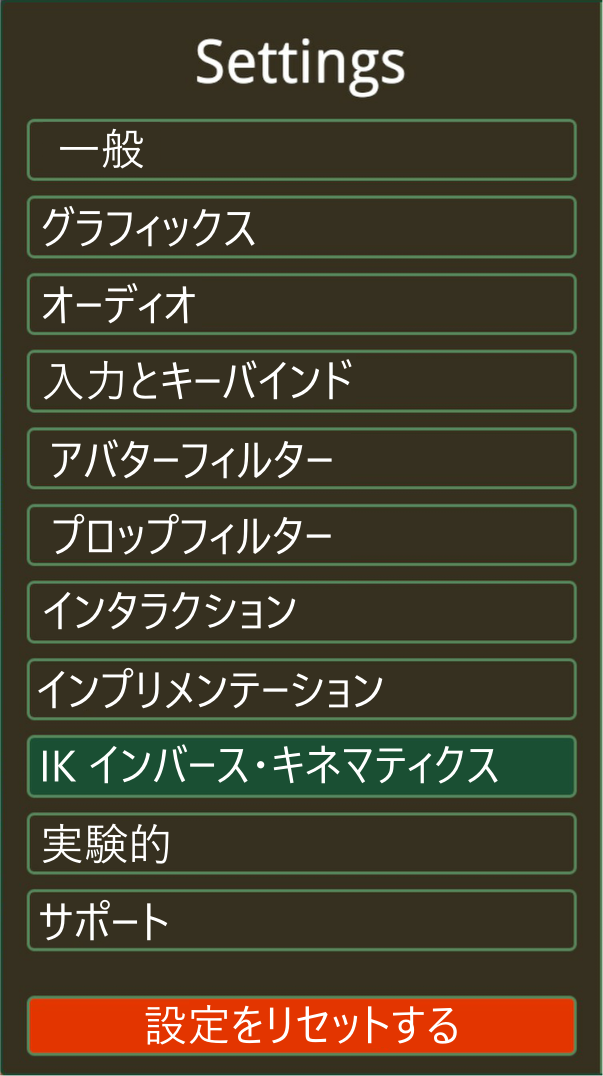 Settings
一般
グラフィックス
オーディオ
入力とキーバインド
アバターフィルター
プロップフィルター
インタラクション
インプリメンテーション
IK インバース・キネマティクス
実験的
サポート
設定をリセットする